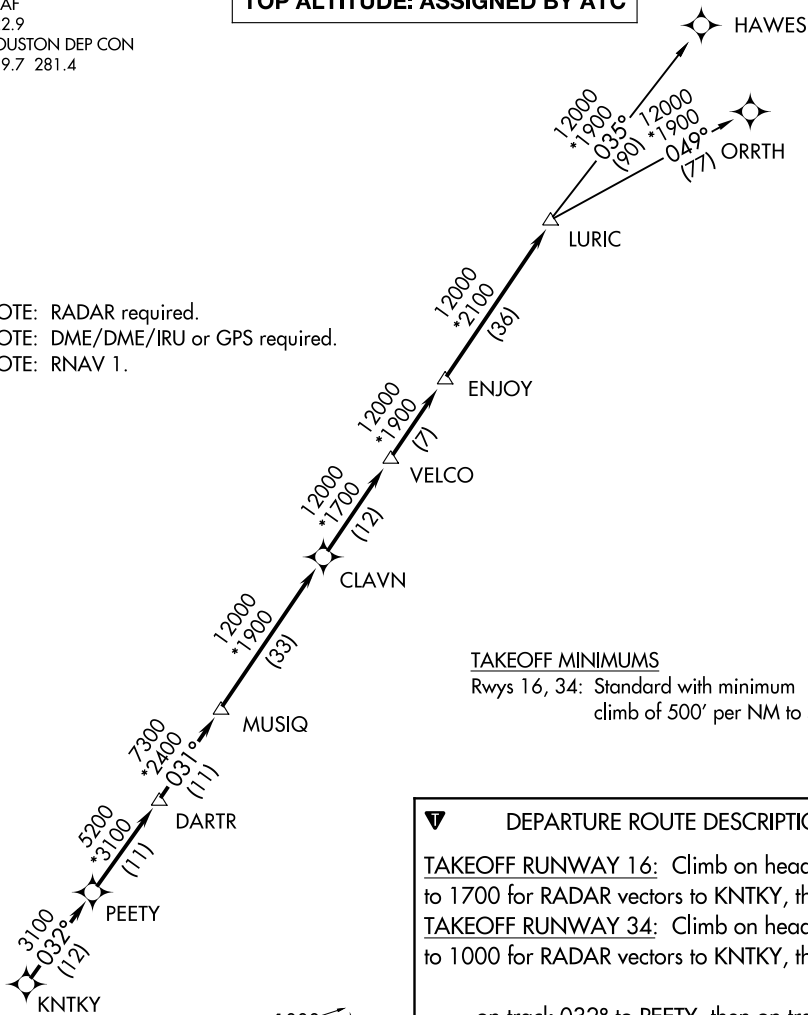 AF
2.9
OUSTON DEP CON
9.7 281.4
TOP ALTITUDE: ASSIGNED BY ATC
HAWES
12000
*1900
035°
(90)
12000
*1900
049°
(77)
ORRTH
LURIC
OTE: RADAR required.
OTE: DME/DME/IRU or GPS required.
OTE: RNAV 1.
12000
*2100
(36)
ENJOY
12000
*1900
(7)
VELCO
12000
*1700
(12)
CLAVN
12000
*1900
(33)
MUSIQ
TAKEOFF MINIMUMS
Rwys 16, 34: Standard with minimum
climb of 500' per NM to
7300
*2400
031°
(11)
DARTR
5200
*3100
(11)
PEETY
3100
032°
(12)
KNTKY
T DEPARTURE ROUTE DESCRIPTIO
TAKEOFF RUNWAY 16: Climb on head
to 1700 for RADAR vectors to KNTKY, th
TAKEOFF RUNWAY 34: Climb on head
to 1000 for RADAR vectors to KNTKY, th
on track 032° to PEETY, then on tra